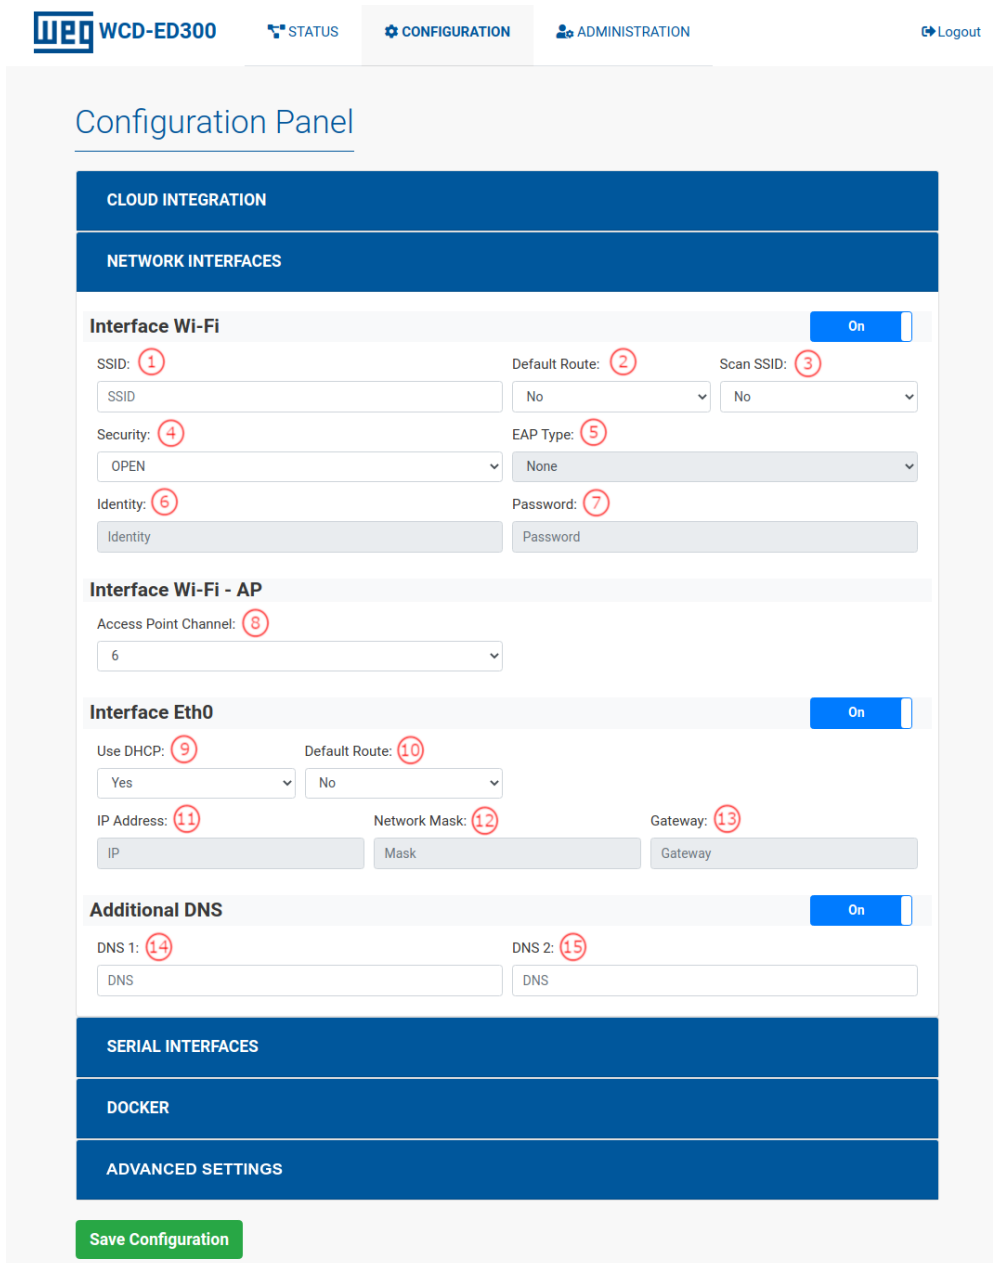 WEG WCD-ED300 STATUS CONFIGURATION ADMINISTRATION Logout
Configuration Panel
CLOUD INTEGRATION
NETWORK INTERFACES
Interface Wi-Fi On
SSID: 1 Default Route: 2 Scan SSID: 3
SSID No No
Security: 4 EAP Type: 5
OPEN None
Identity: 6 Password: 7
Identity Password
Interface Wi-Fi - AP
Access Point Channel: 8
6
Interface Eth0 On
Use DHCP: 9 Default Route: 10
Yes No
IP Address: 11 Network Mask: 12 Gateway: 13
IP Mask Gateway
Additional DNS On
DNS 1: 14 DNS 2: 15
DNS DNS
SERIAL INTERFACES
DOCKER
ADVANCED SETTINGS
Save Configuration